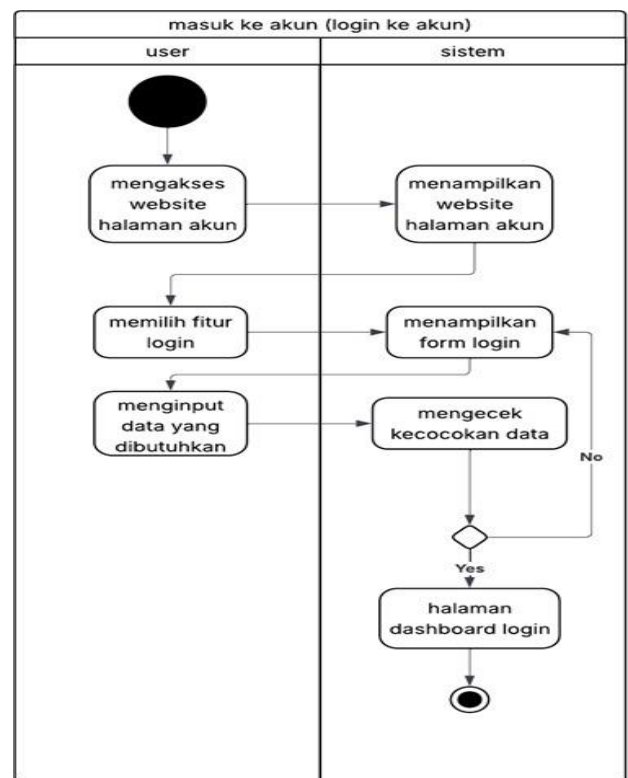 masuk ke akun (login ke akun)
user
sistem
mengakses
website
halaman akun
menampilkan
website
halaman akun
memilih fitur
login
menampilkan
form login
menginput
data yang
dibutuhkan
mengecek
kecocokan data
No
Yes
halaman
dashboard login